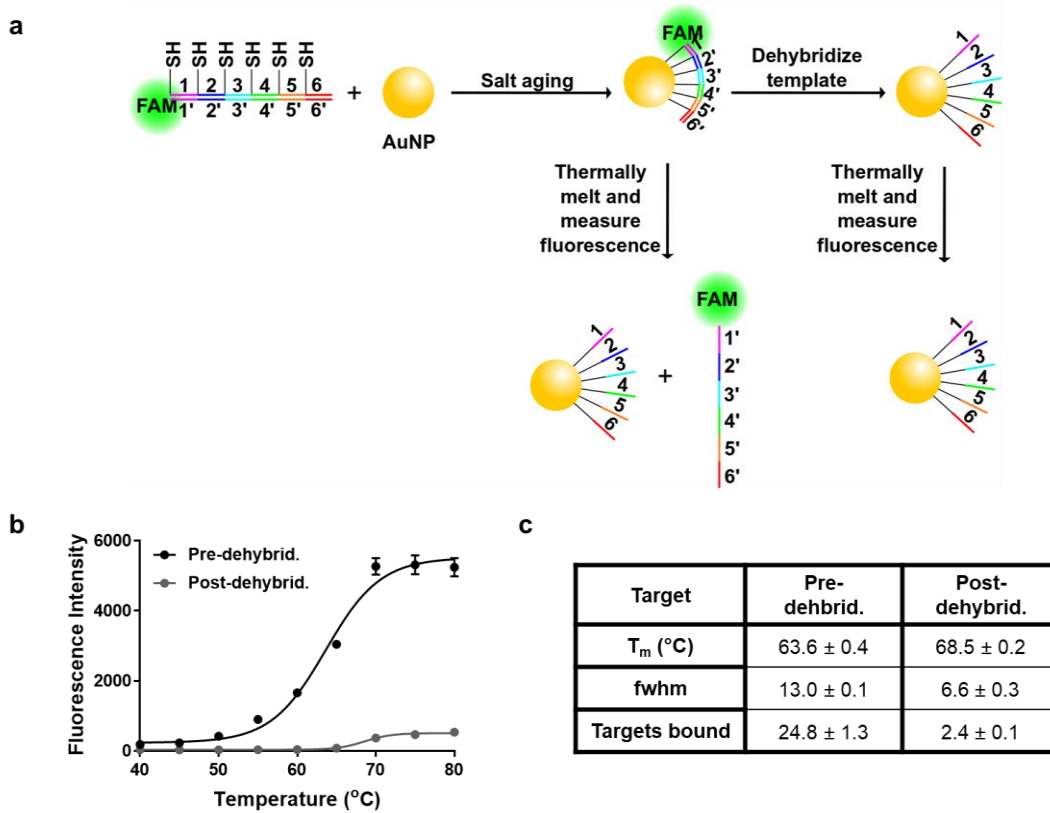 a
SH SH SH SH SH SH
1 2 3 4 5 6
FAM
1' 2' 3' 4' 5' 6'
+
AuNP
Salt aging
FAM
1'
2'
3'
4'
5'
6'
Dehybridize
template
1
2
3
4
5
6
Thermally
melt and
measure
fluorescence
Thermally
melt and
measure
fluorescence
1
2
3
4
5
6
+
FAM
1'
2'
3'
4'
5'
6'
1
2
3
4
5
6
b
Fluorescence Intensity
6000
4000
2000
0
Pre-dehybrid.
Post-dehybrid.
40 50 60 70 80
Temperature (°C)
c
Target Pre-dehbrid. Post-dehybrid.
Tm (°C) 63.6 ± 0.4 68.5 ± 0.2
fwhm 13.0 ± 0.1 6.6 ± 0.3
Targets bound 24.8 ± 1.3 2.4 ± 0.1